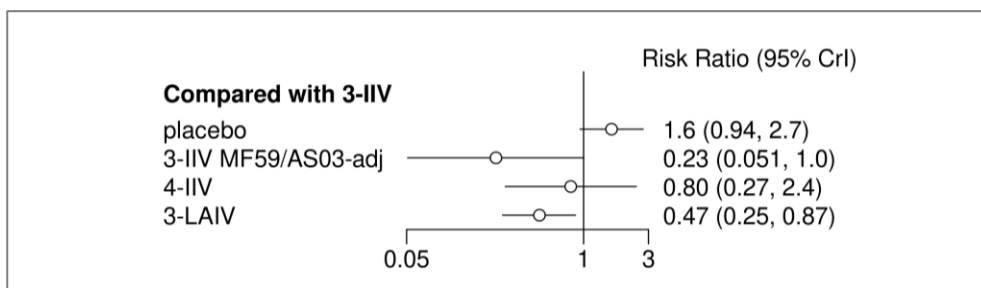 Risk Ratio (95% CrI)
Compared with 3-IIV
placebo 1.6 (0.94, 2.7)
3-IIV MF59/AS03-adj 0.23 (0.051, 1.0)
4-IIV 0.80 (0.27, 2.4)
3-LAIV 0.47 (0.25, 0.87)
0.05 1 3